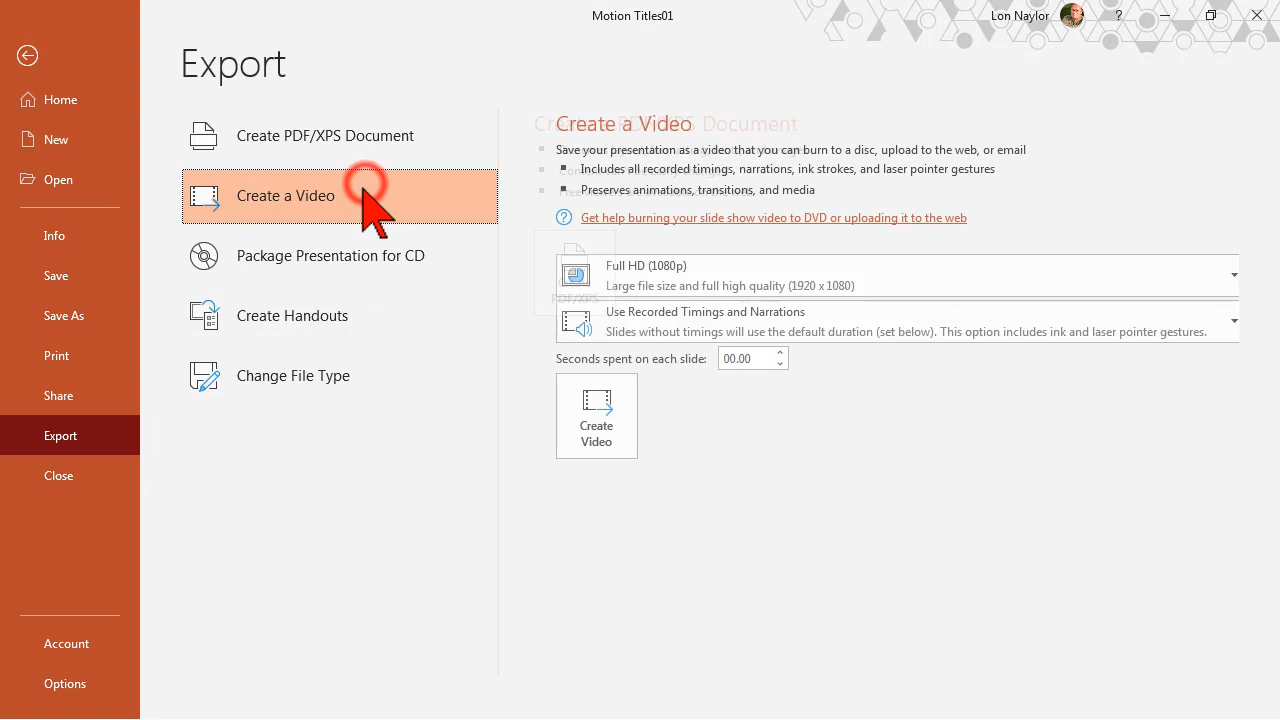 Motion Titles01
Lon Naylor
?
Export
Home
New
Open
Info
Save
Save As
Print
Share
Export
Close
Account
Options
Create PDF/XPS Document
Create a Video
Package Presentation for CD
Create Handouts
Change File Type
Create a PDF/XPS Document
Create a Video
Save your presentation as a video that you can burn to a disc, upload to the web, or email
Includes all recorded timings, narrations, ink strokes, and laser pointer gestures
Preserves animations, transitions, and media
Get help burning your slide show video to DVD or uploading it to the web
Full HD (1080p)
Large file size and full high quality (1920 x 1080)
PDF/XPS
Use Recorded Timings and Narrations
Slides without timings will use the default duration (set below). This option includes ink and laser pointer gestures.
Seconds spent on each slide: 00.00
Create
Video